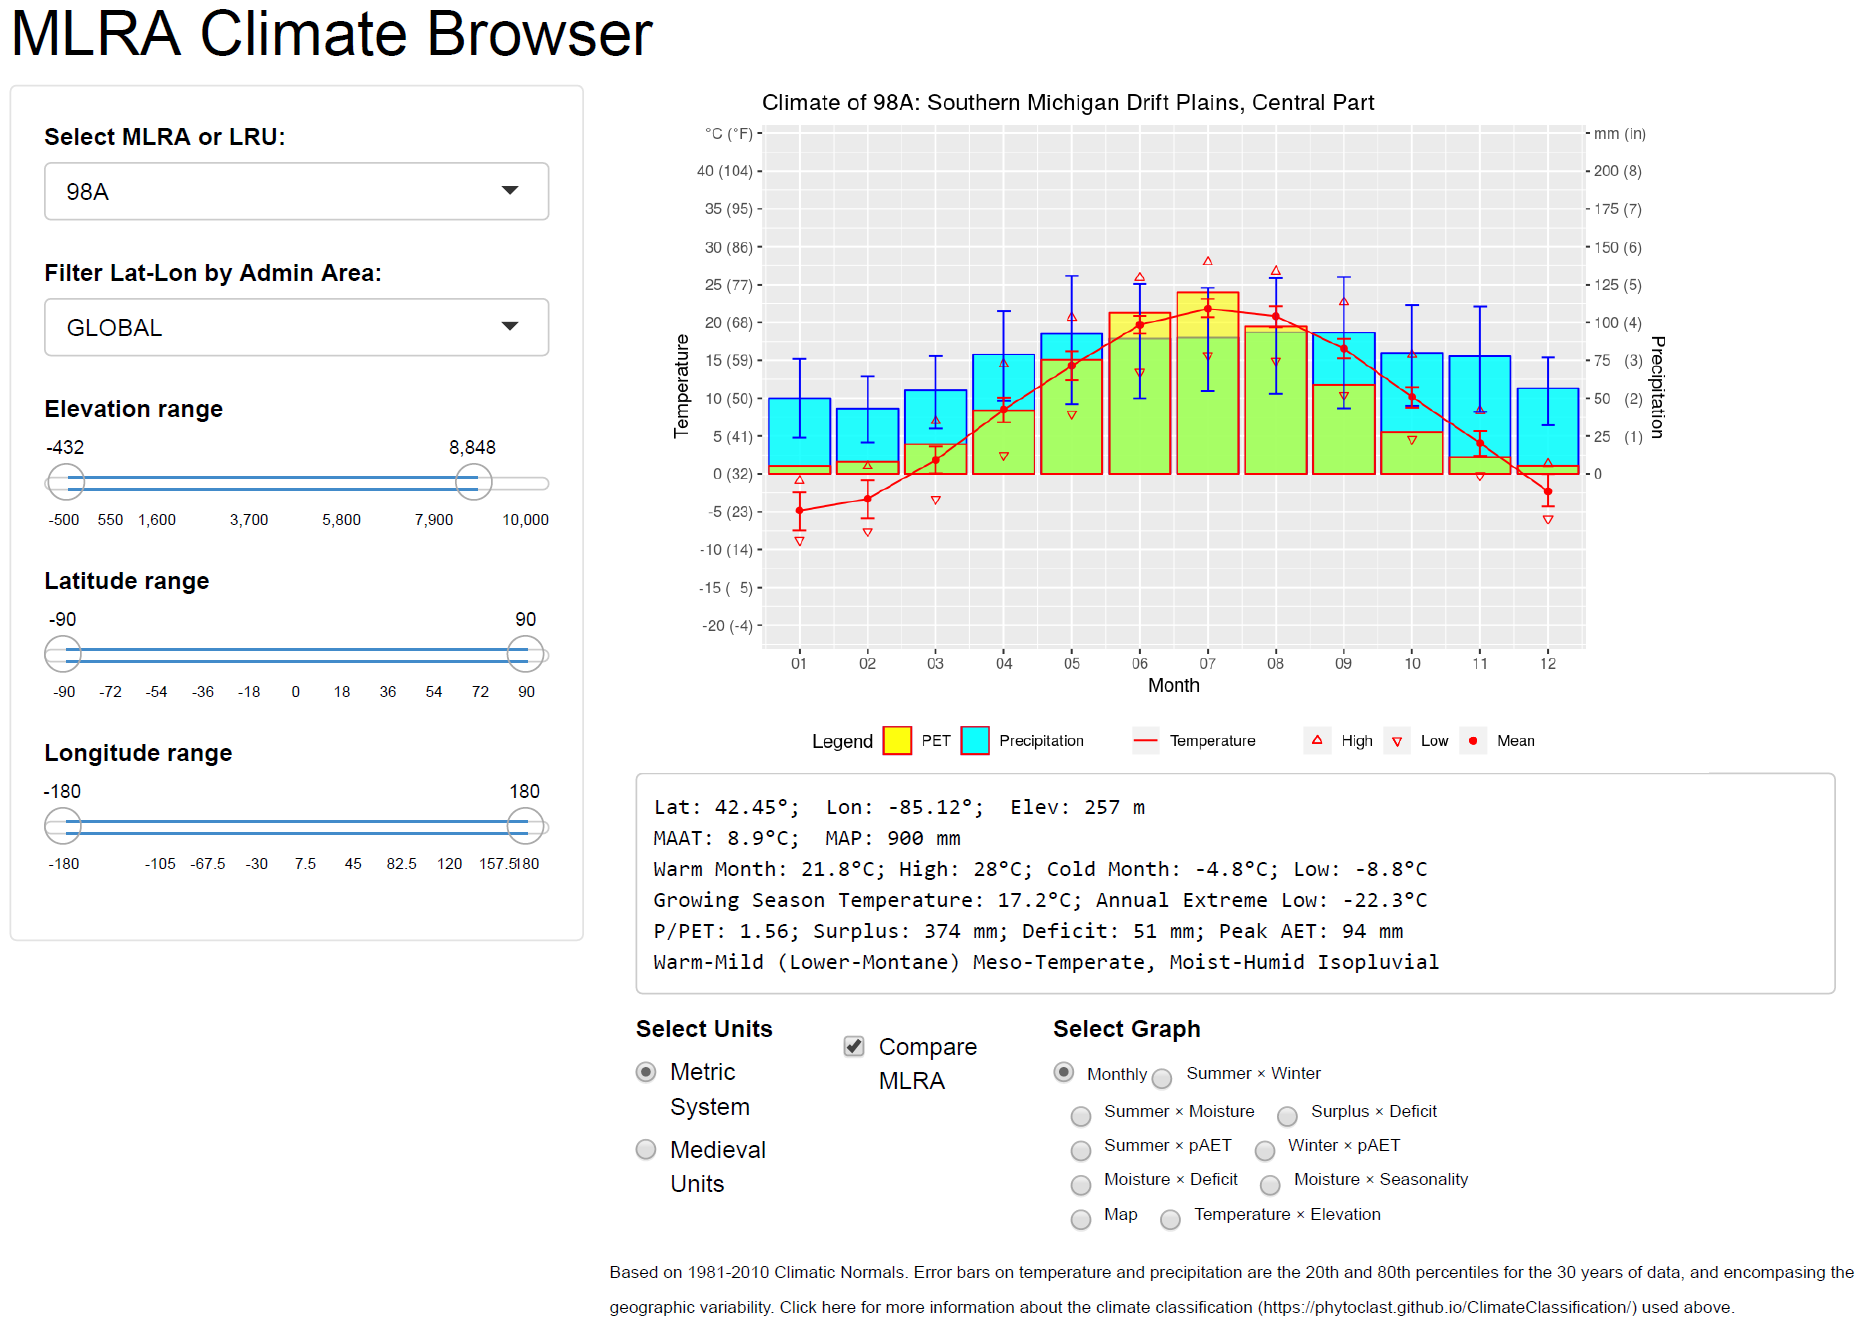 MLRA Climate Browser
Select MLRA or LRU:
98A
Filter Lat-Lon by Admin Area:
GLOBAL
Elevation range
-432 8,848
-500 550 1,600 3,700 5,800 7,900 10,000
Latitude range
-90 90
-90 -72 -54 -36 -18 0 18 36 54 72 90
Longitude range
-180 180
-180 -105 -67.5 -30 7.5 45 82.5 120 157.5180
Climate of 98A: Southern Michigan Drift Plains, Central Part
°C (°F) mm (in)
40 (104) 200 (8)
35 (95) 175 (7)
30 (86) 150 (6)
25 (77) 125 (5)
20 (68) 100 (4)
15 (59) 75 (3)
10 (50) 50 (2)
5 (41) 25 (1)
0 (32) 0
-5 (23)
-10 (14)
-15 ( 5)
-20 (-4)
Temperature
Precipitation
01 02 03 04 05 06 07 08 09 10 11 12
Month
Legend PET Precipitation Temperature High Low Mean
Lat: 42.45°; Lon: -85.12°; Elev: 257 m
MAAT: 8.9°C; MAP: 900 mm
Warm Month: 21.8°C; High: 28°C; Cold Month: -4.8°C; Low: -8.8°C
Growing Season Temperature: 17.2°C; Annual Extreme Low: -22.3°C
P/PET: 1.56; Surplus: 374 mm; Deficit: 51 mm; Peak AET: 94 mm
Warm-Mild (Lower-Montane) Meso-Temperate, Moist-Humid Isopluvial
Select Units
Metric
System
Medieval
Units
Compare
MLRA
Select Graph
Monthly Summer × Winter
Summer × Moisture Surplus × Deficit
Summer × pAET Winter × pAET
Moisture × Deficit Moisture × Seasonality
Map Temperature × Elevation
Based on 1981-2010 Climatic Normals. Error bars on temperature and precipitation are the 20th and 80th percentiles for the 30 years of data, and encompasing the
geographic variability. Click here for more information about the climate classification (https://phytoclast.github.io/ClimateClassification/) used above.